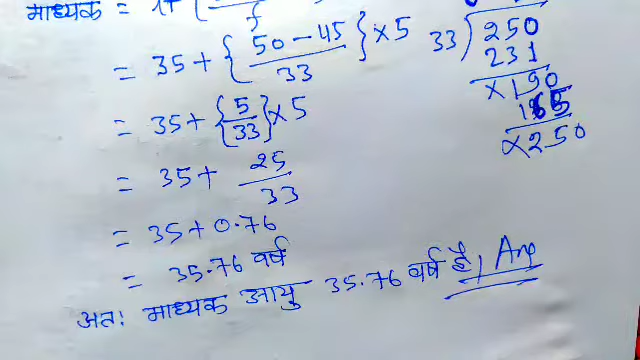 माध्यक =
= 35 + { 50 - 45 / 33 } × 5
= 35 + { 5 / 33 } × 5
= 35 + 25 / 33
= 35 + 0.76
= 35.76 वर्ष
अतः माध्यक आयु 35.76 वर्ष है, Ans
33 ) 250
231
× 190
165
× 250